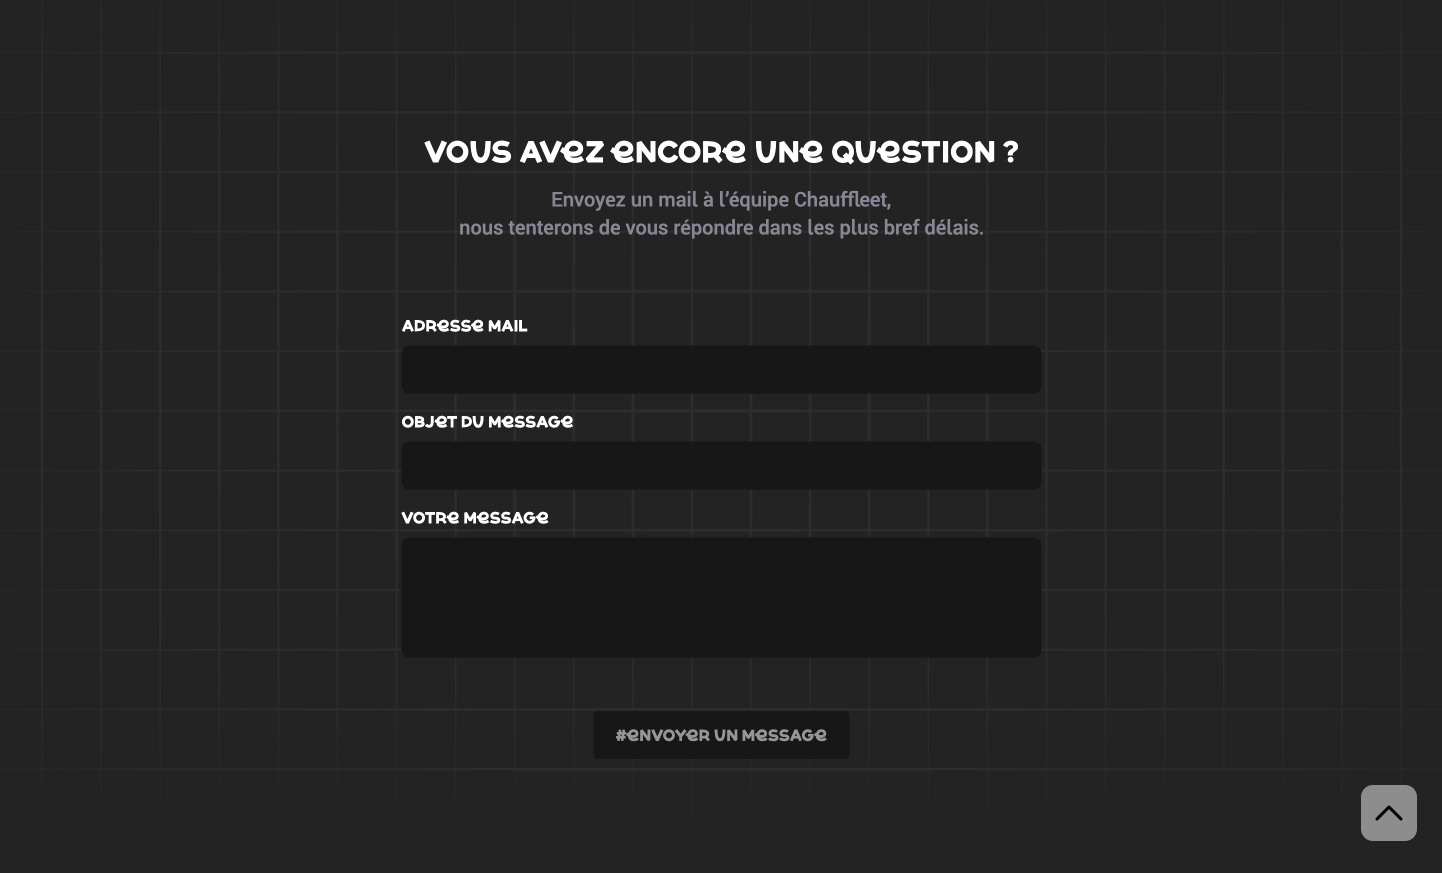 VOUS AVEZ ENCORE UNE QUESTION ?
Envoyez un mail à l'équipe Chauffleet,
nous tenterons de vous répondre dans les plus bref délais.
ADRESSE MAIL
OBJET DU MESSAGE
VOTRE MESSAGE
#ENVOYER UN MESSAGE